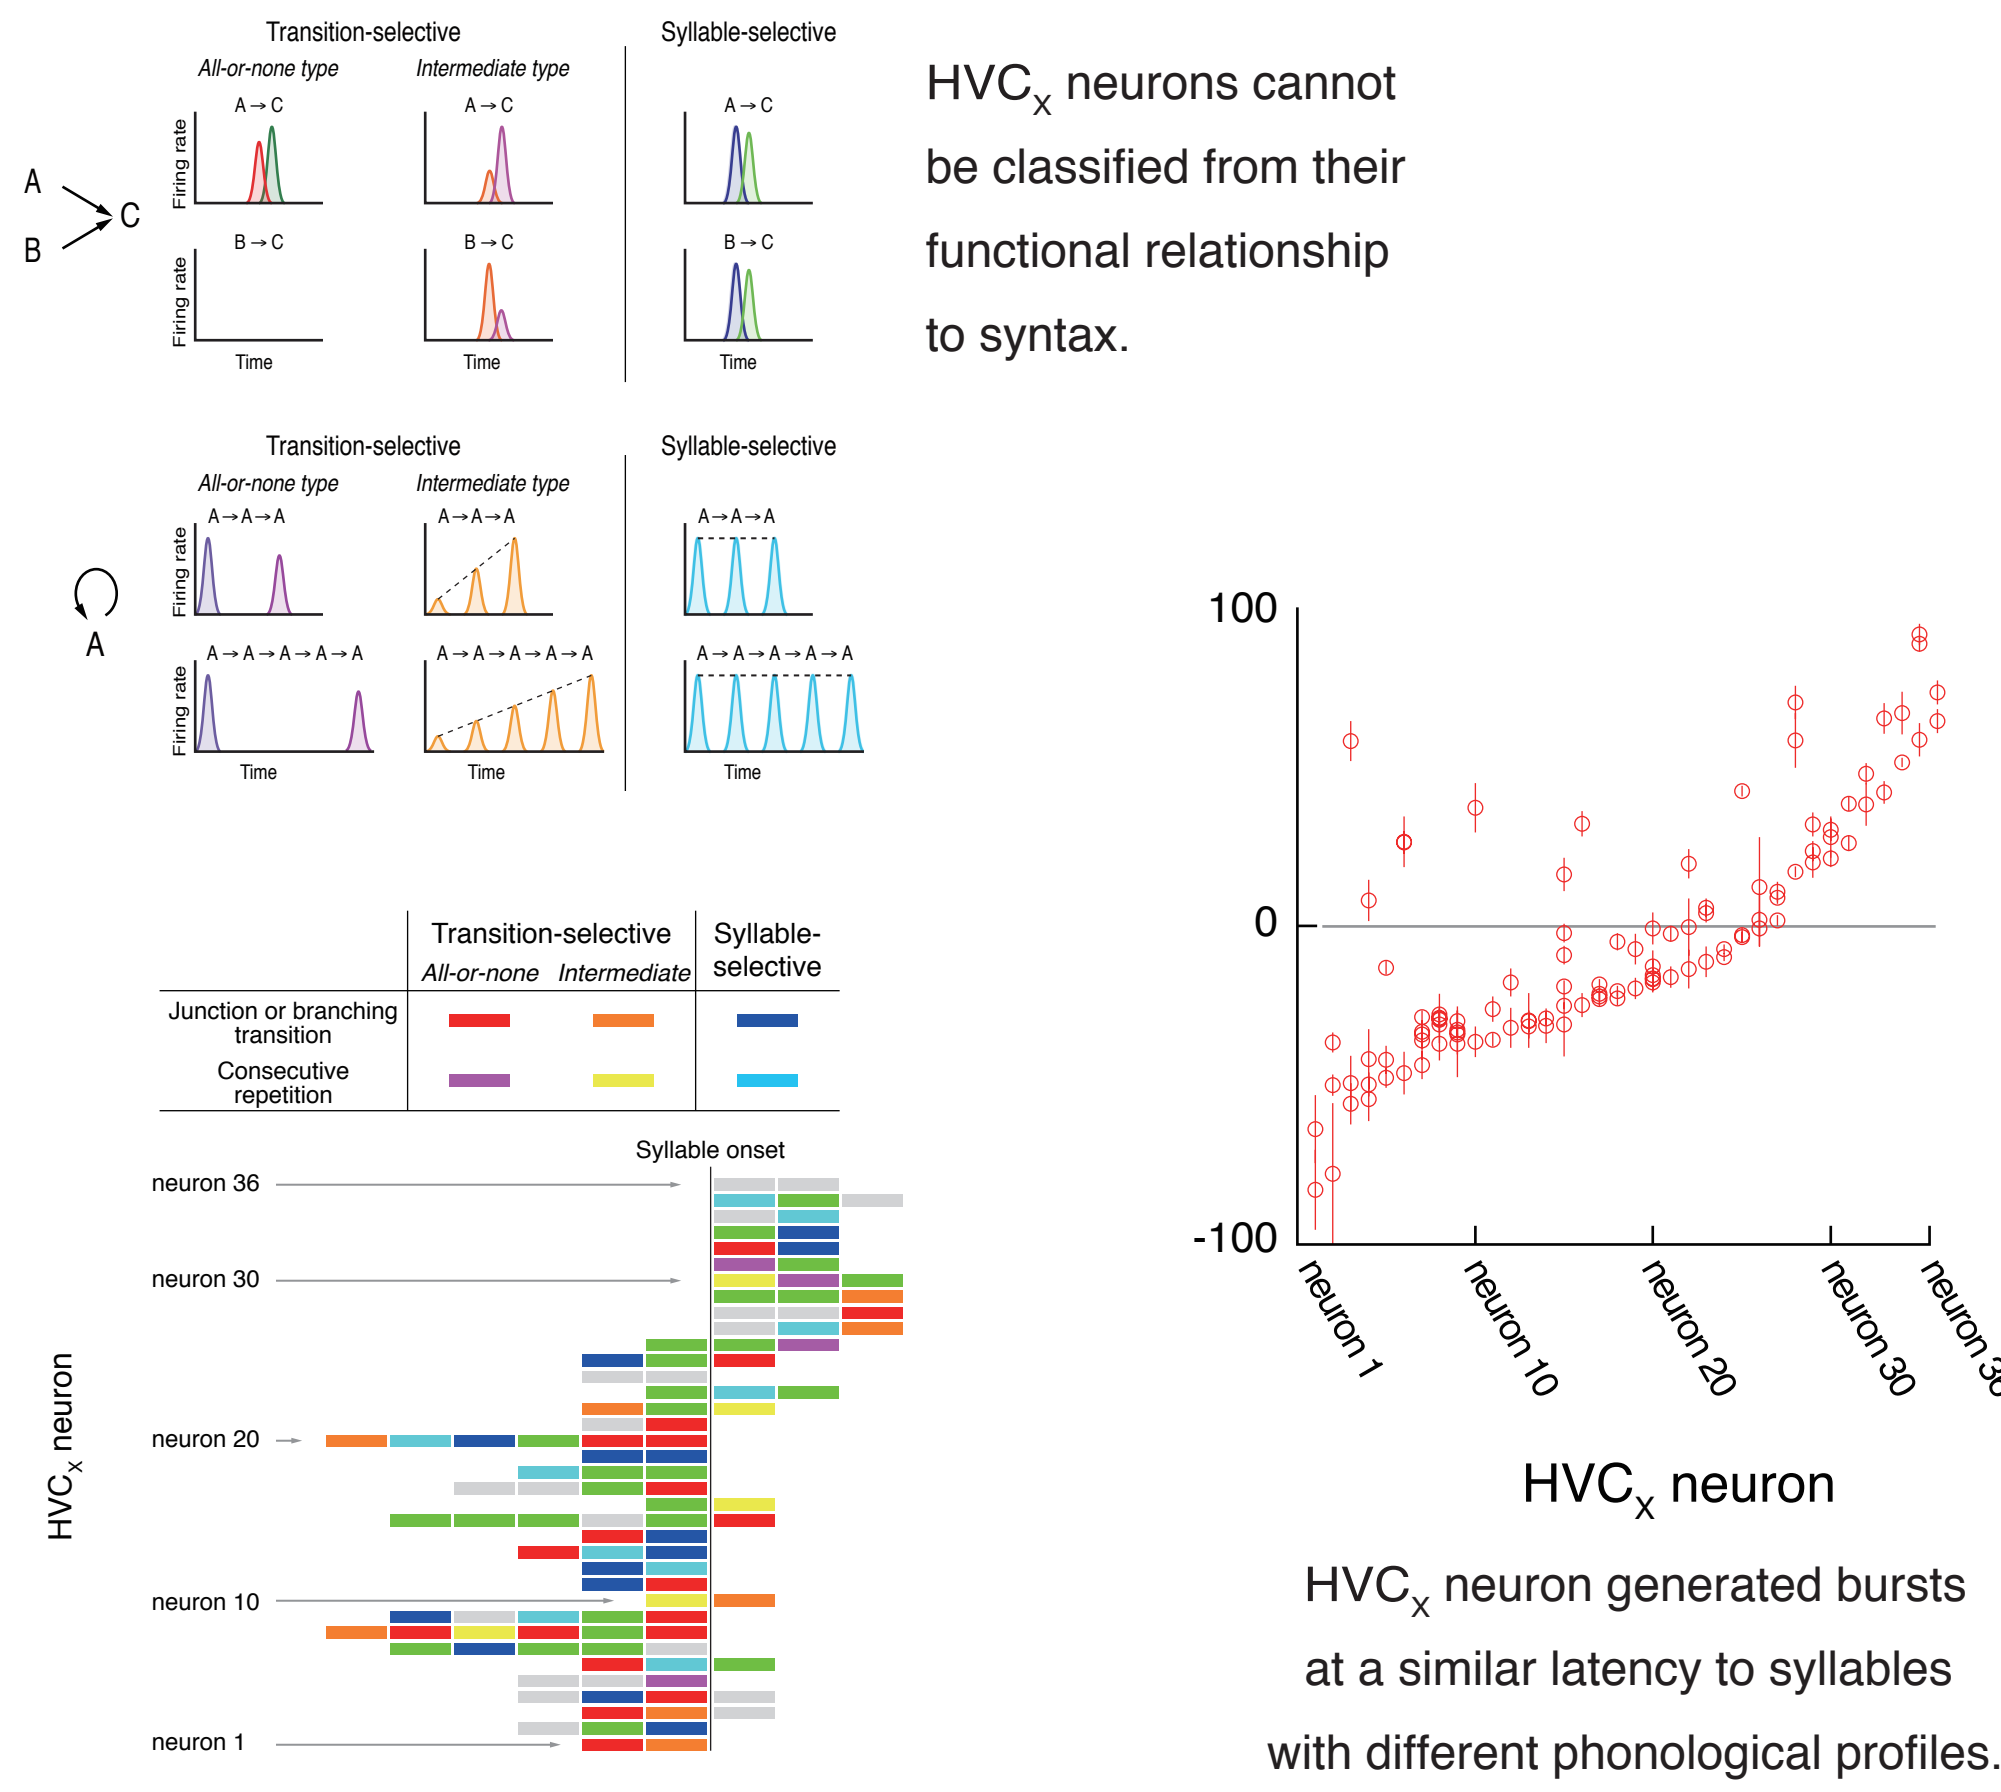 Transition-selective
Syllable-selective
All-or-none type
Intermediate type
A → C
A → C
A → C
Firing rate
A
B
C
B → C
B → C
B → C
Firing rate
Time
Time
Time
HVCX neurons cannot
be classified from their
functional relationship
to syntax.
Transition-selective
Syllable-selective
All-or-none type
Intermediate type
A → A → A
A → A → A
A → A → A
Firing rate
A
A → A → A → A → A
A → A → A → A → A
A → A → A → A → A
Firing rate
Time
Time
Time
Transition-selective
Syllable-
selective
All-or-none
Intermediate
Junction or branching
transition
Consecutive
repetition
Syllable onset
neuron 36
neuron 30
neuron 20
neuron 10
neuron 1
HVCX neuron
100
0
-100
neuron 1
neuron 10
neuron 20
neuron 30
neuron 36
HVCX neuron
HVCX neuron generated bursts
at a similar latency to syllables
with different phonological profiles.